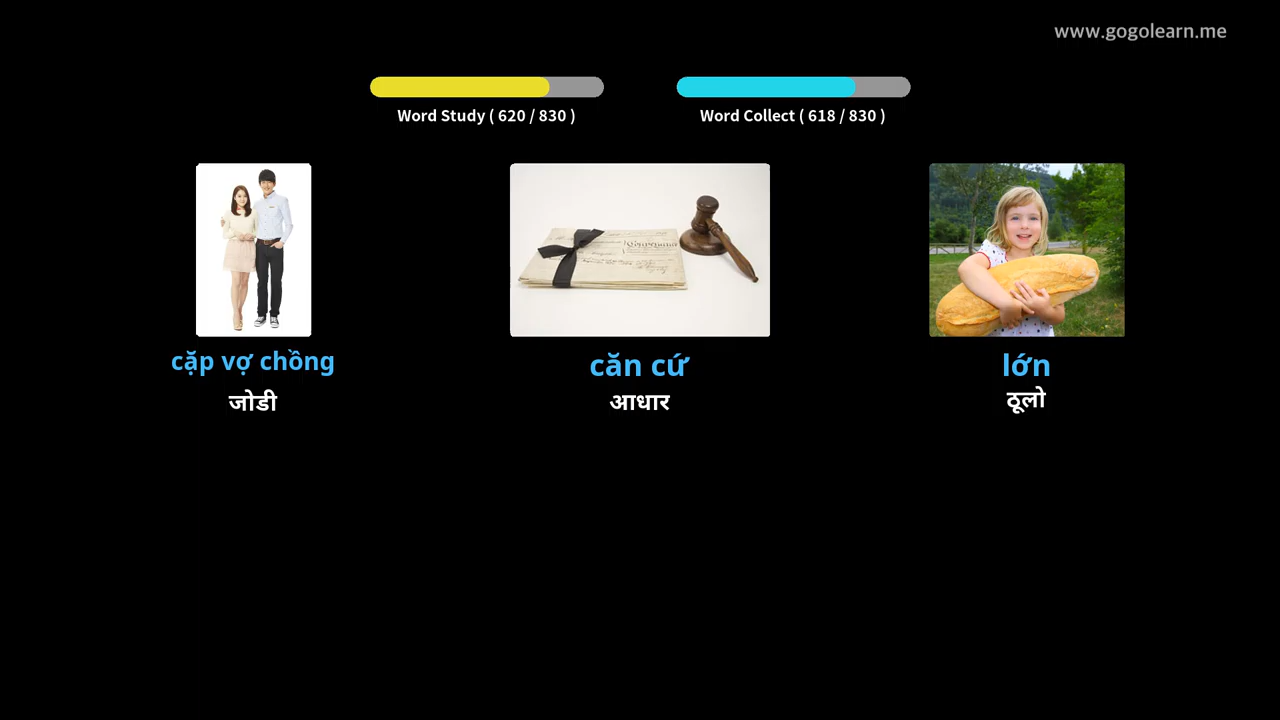 www.gogolearn.me
Word Study ( 620 / 830 )
Word Collect ( 618 / 830 )
cặp vợ chồng
căn cứ
lớn
जोडी
आधार
ठूलो